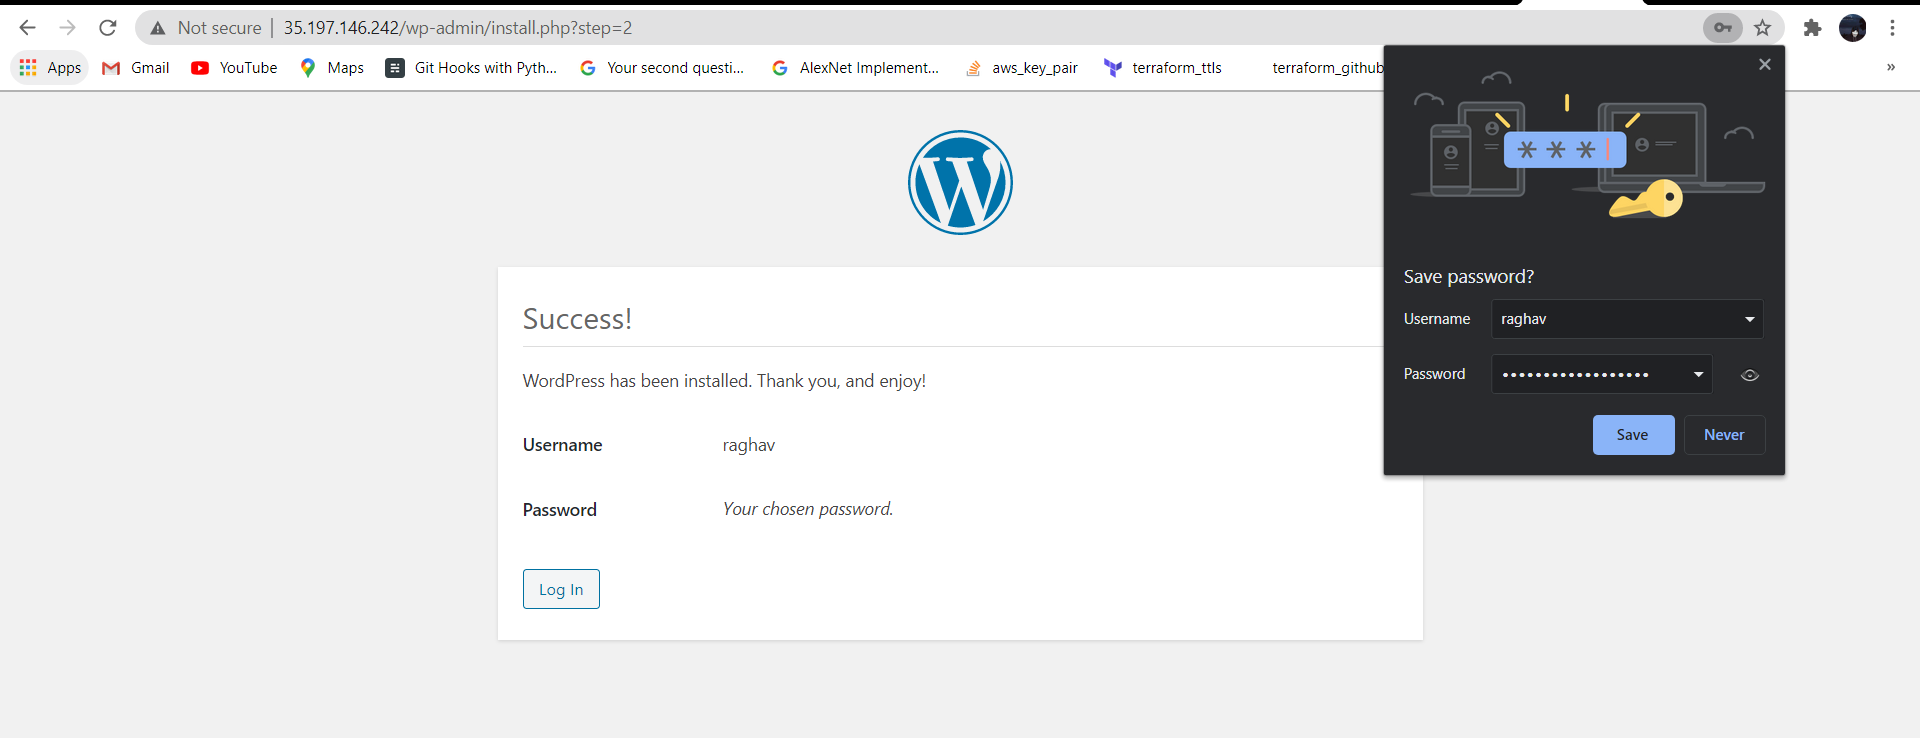 Not secure | 35.197.146.242/wp-admin/install.php?step=2
Apps Gmail YouTube Maps Git Hooks with Pyth... Your second questi... AlexNet Implement... aws_key_pair terraform_ttls terraform_github »
Save password?
Username raghav
Password ••••••••••••••••••
Save Never
Success!
WordPress has been installed. Thank you, and enjoy!
Username raghav
Password Your chosen password.
Log In